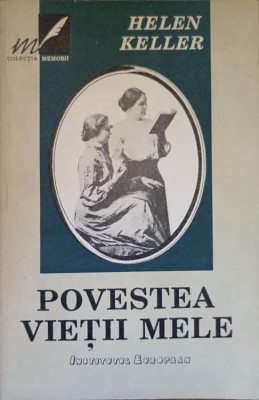 HELEN
KELLER
m
COLECȚIA MEMORII
POVESTEA
VIEȚII MELE
INSTITUTUL EUROPEAN